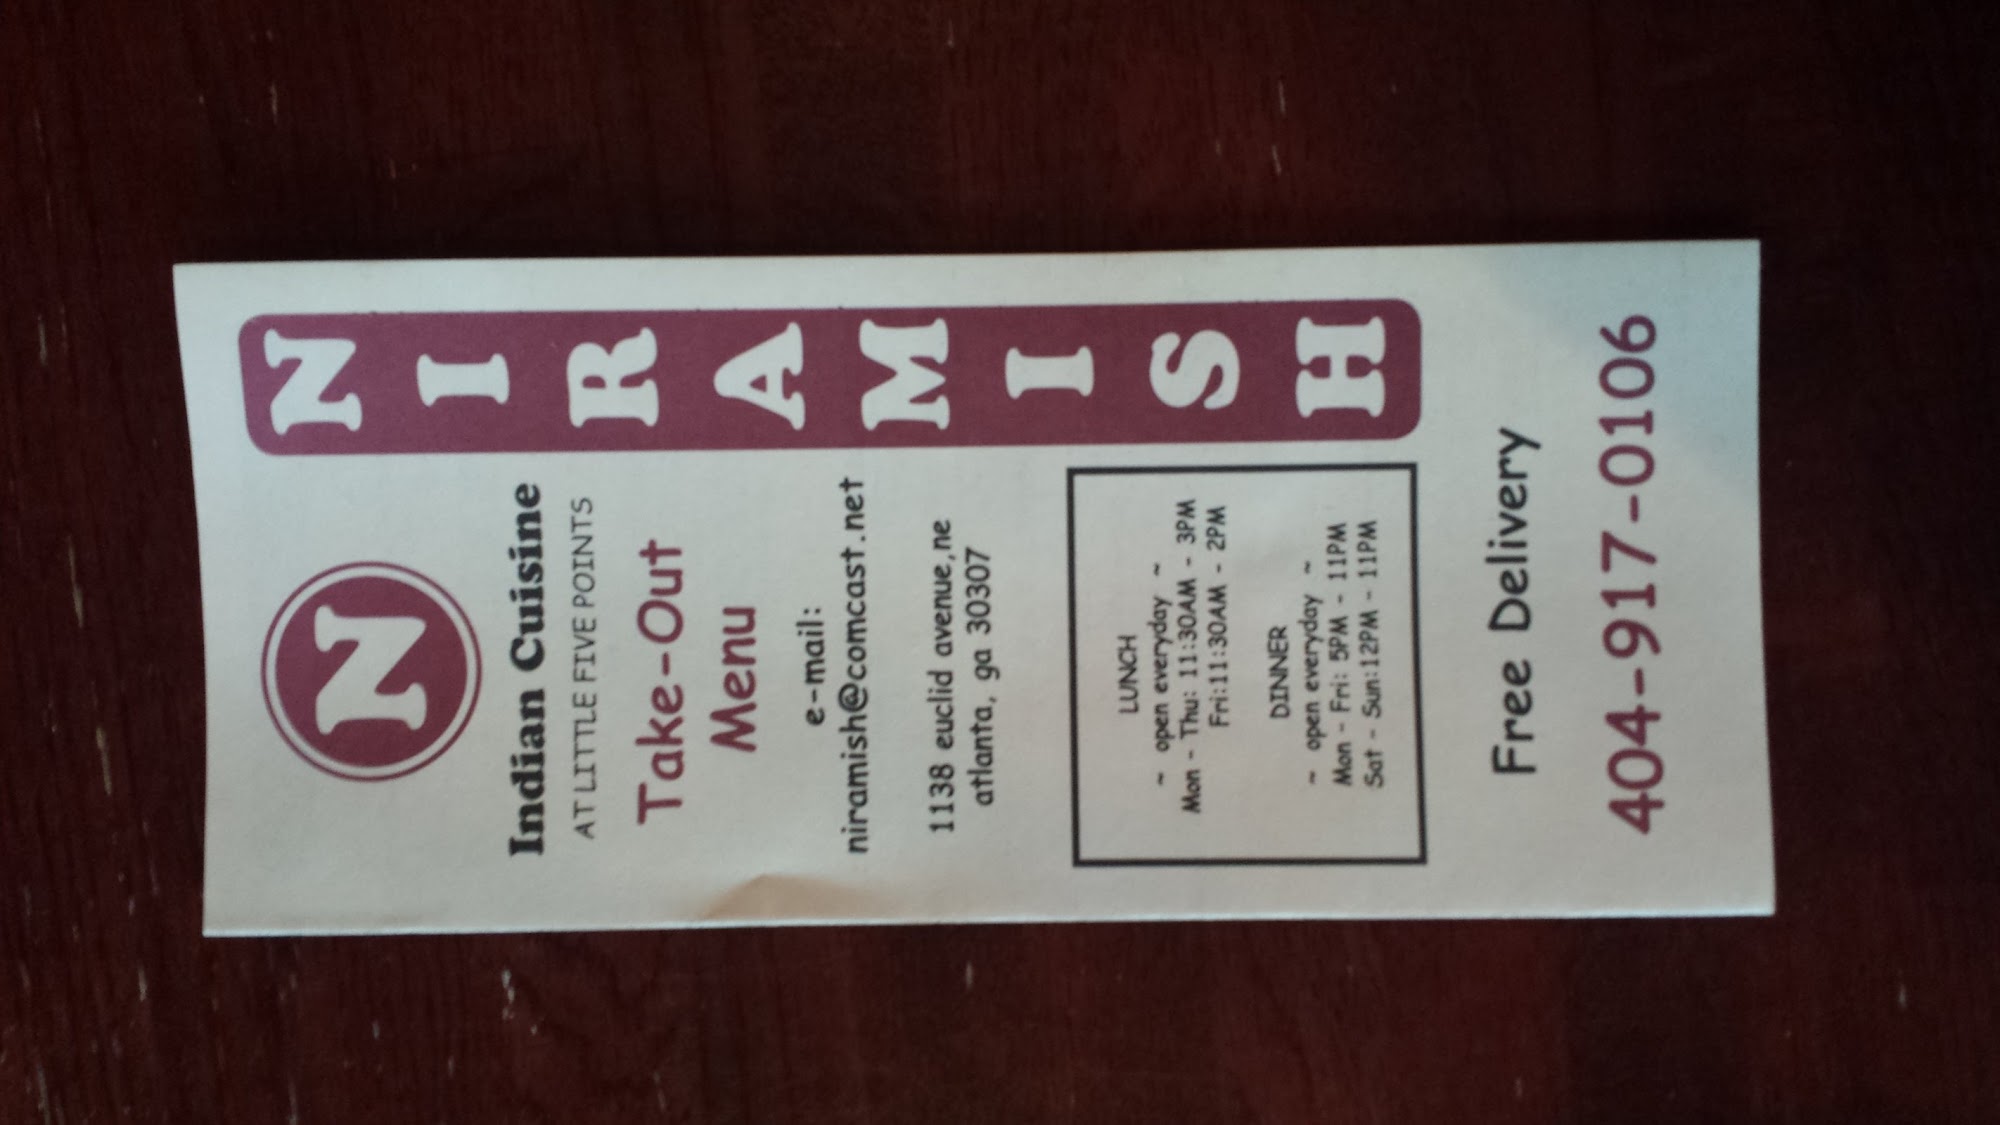 N
Indian Cuisine
AT LITTLE FIVE POINTS
Take-Out
Menu
e-mail:
niramish@comcast.net
1138 euclid avenue,ne
atlanta, ga 30307
NIRAMISH
LUNCH
~ open everyday ~
Mon - Thu: 11:30AM - 3PM
Fri:11:30AM - 2PM
DINNER
~ open everyday ~
Mon - Fri: 5PM - 11PM
Sat - Sun:12PM - 11PM
Free Delivery
404-917-0106